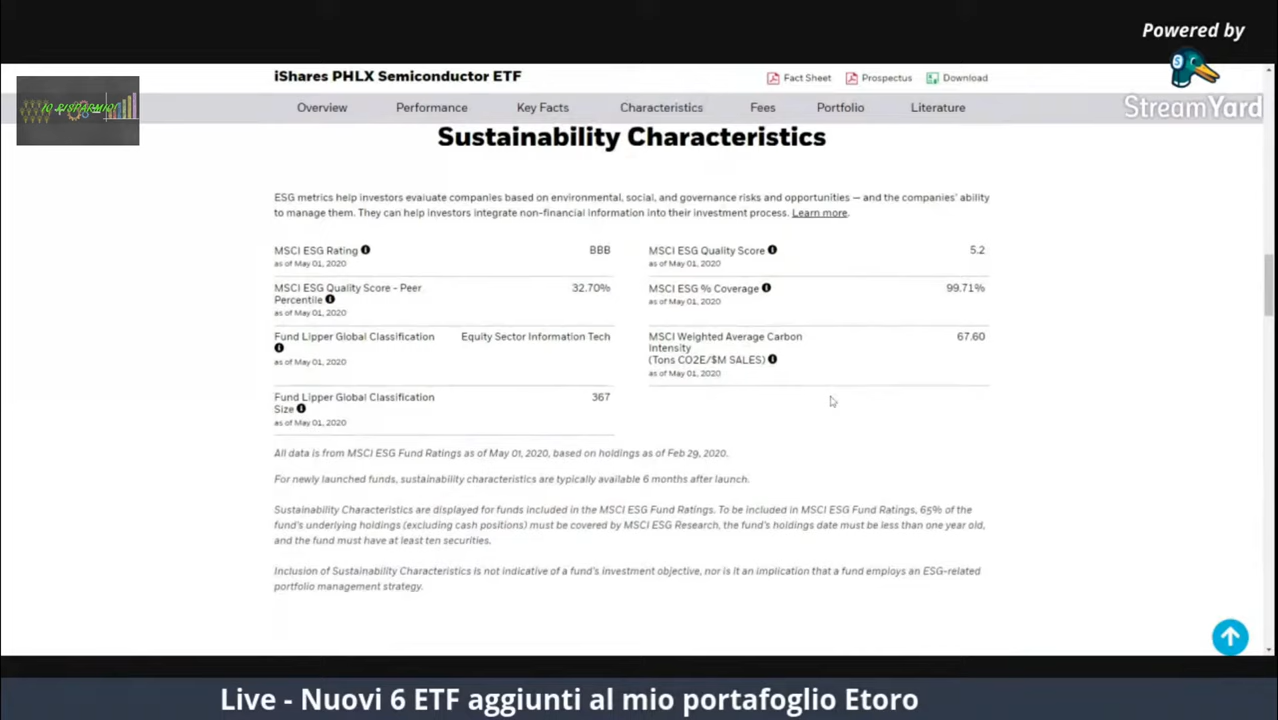 Powered by
StreamYard
IO RISPARMIO!
iShares PHLX Semiconductor ETF
Fact Sheet Prospectus Download
Overview Performance Key Facts Characteristics Fees Portfolio Literature
Sustainability Characteristics
ESG metrics help investors evaluate companies based on environmental, social, and governance risks and opportunities — and the companies' ability
to manage them. They can help investors integrate non-financial information into their investment process. Learn more.
MSCI ESG Rating BBB
as of May 01, 2020
MSCI ESG Quality Score 5.2
as of May 01, 2020
MSCI ESG Quality Score - Peer 32.70%
Percentile
as of May 01, 2020
MSCI ESG % Coverage 99.71%
as of May 01, 2020
Fund Lipper Global Classification Equity Sector Information Tech
as of May 01, 2020
MSCI Weighted Average Carbon 67.60
Intensity
(Tons CO2E/$M SALES)
as of May 01, 2020
Fund Lipper Global Classification 367
Size
as of May 01, 2020
All data is from MSCI ESG Fund Ratings as of May 01, 2020, based on holdings as of Feb 29, 2020.
For newly launched funds, sustainability characteristics are typically available 6 months after launch.
Sustainability Characteristics are displayed for funds included in the MSCI ESG Fund Ratings. To be included in MSCI ESG Fund Ratings, 65% of the
fund's underlying holdings (excluding cash positions) must be covered by MSCI ESG Research, the fund's holdings date must be less than one year old,
and the fund must have at least ten securities.
Inclusion of Sustainability Characteristics is not indicative of a fund's investment objective, nor is it an implication that a fund employs an ESG-related
portfolio management strategy.
Live - Nuovi 6 ETF aggiunti al mio portafoglio Etoro